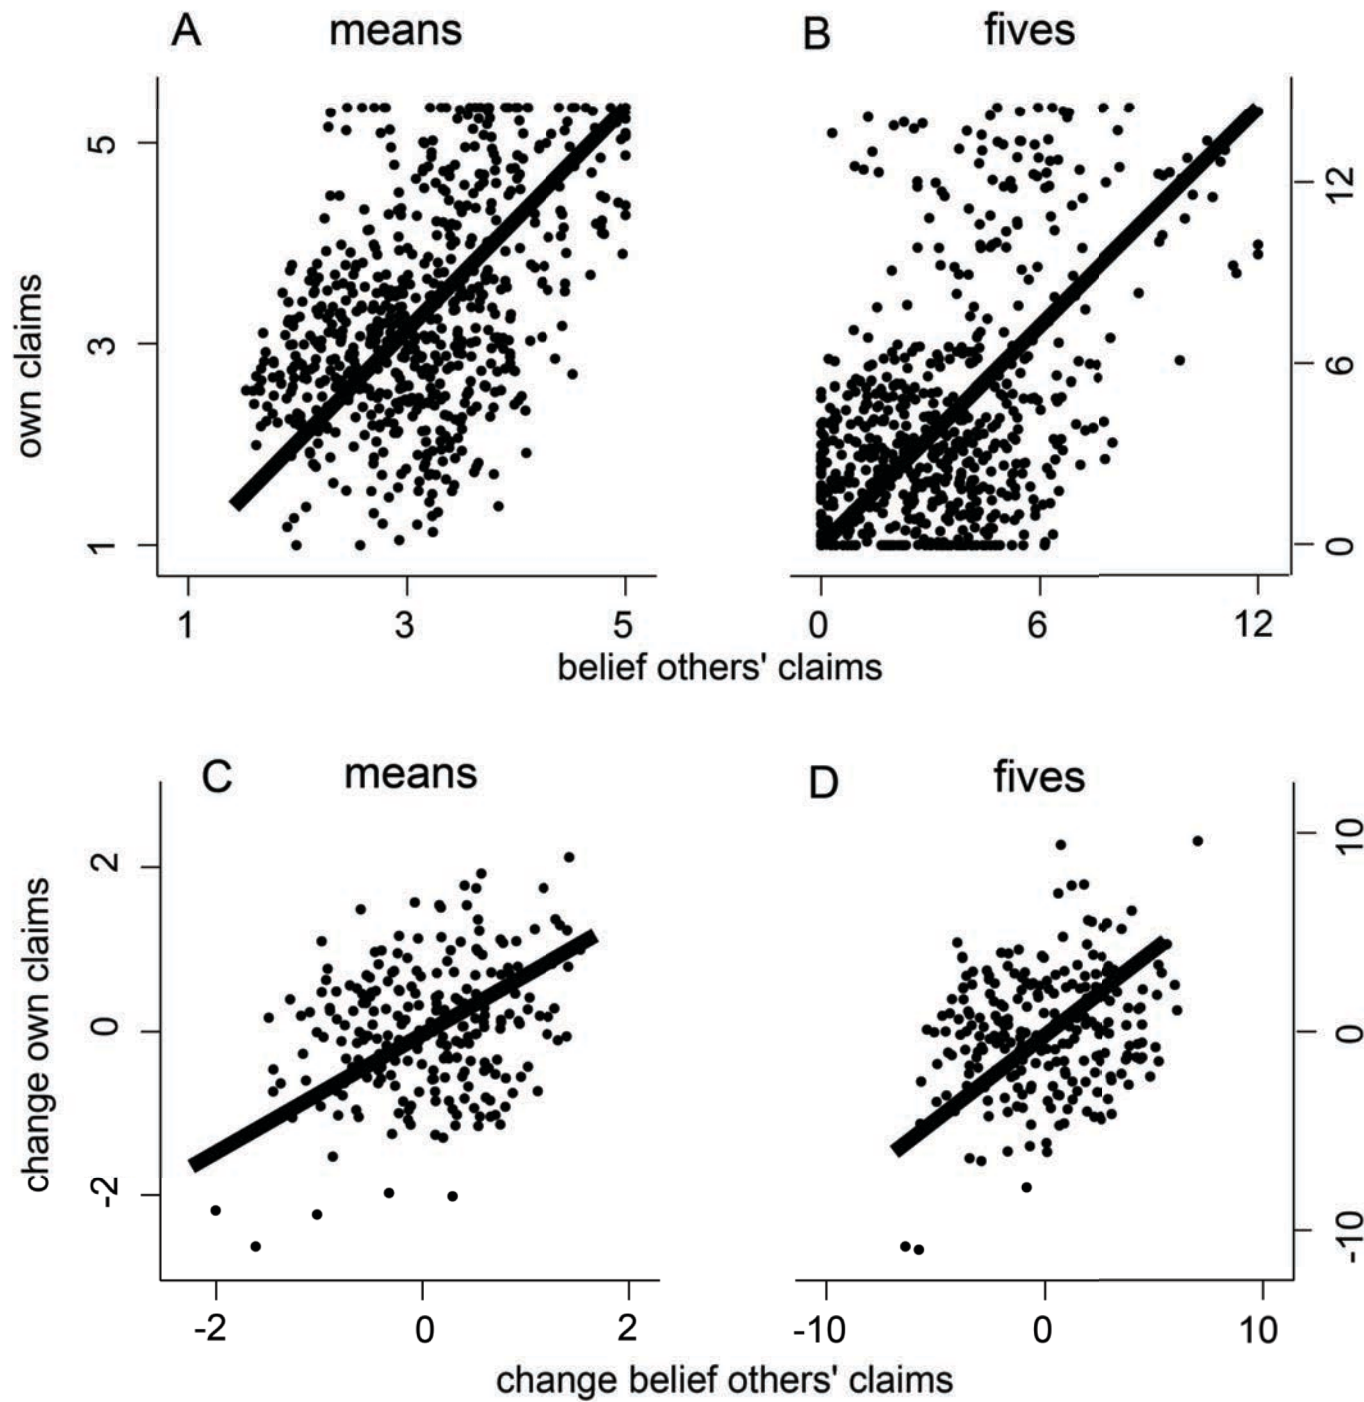 A means
B fives
own claims
5
3
1
12
6
0
1 3 5
0 6 12
belief others' claims
C means
D fives
change own claims
2
0
-2
10
0
-10
-2 0 2
-10 0 10
change belief others' claims